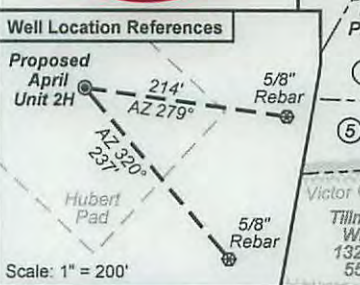 Well Location References
Proposed
April
Unit 2H
214'
AZ 279°
5/8"
Rebar
AZ 320°
237'
Hubert
Pad
5/8"
Rebar
Scale: 1" = 200'
P
5
Victor
Tillm
W
132
55